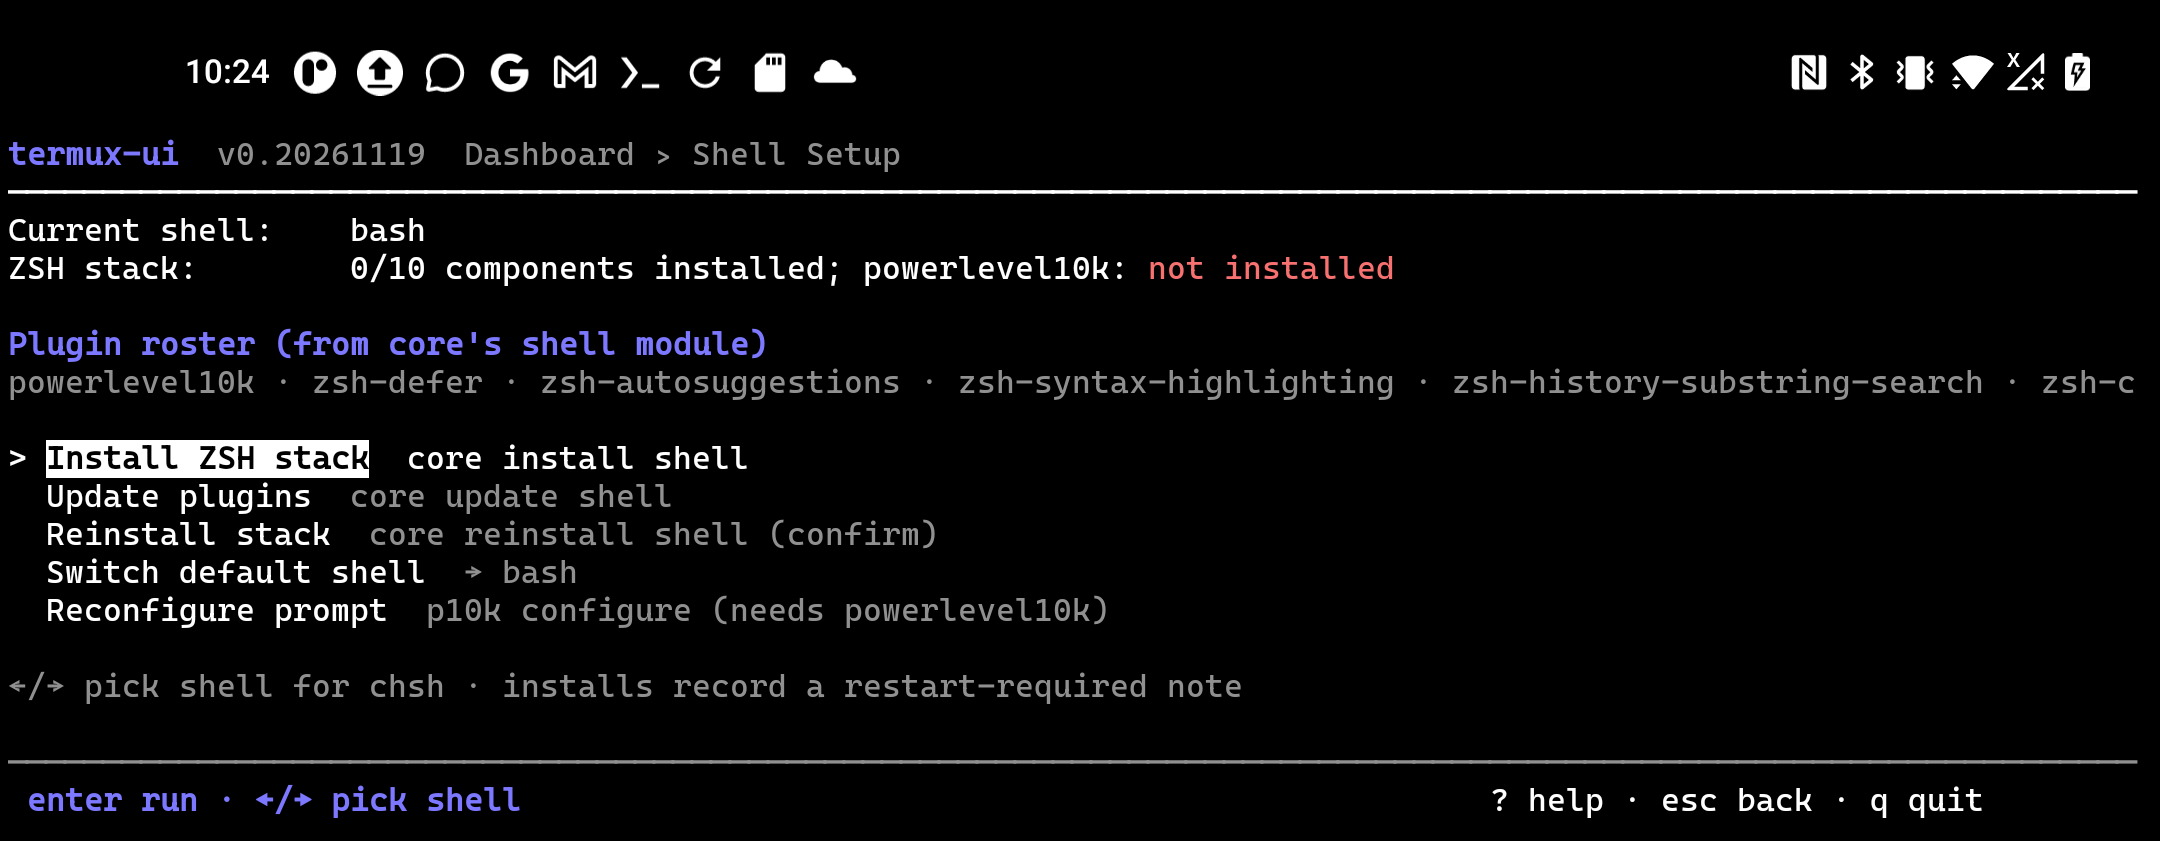 10:24
termux-ui v0.20261119 Dashboard > Shell Setup
Current shell: bash
ZSH stack: 0/10 components installed; powerlevel10k: not installed
Plugin roster (from core's shell module)
powerlevel10k · zsh-defer · zsh-autosuggestions · zsh-syntax-highlighting · zsh-history-substring-search · zsh-c
> Install ZSH stack core install shell
Update plugins core update shell
Reinstall stack core reinstall shell (confirm)
Switch default shell → bash
Reconfigure prompt p10k configure (needs powerlevel10k)
←/→ pick shell for chsh · installs record a restart-required note
enter run · ←/→ pick shell ? help · esc back · q quit